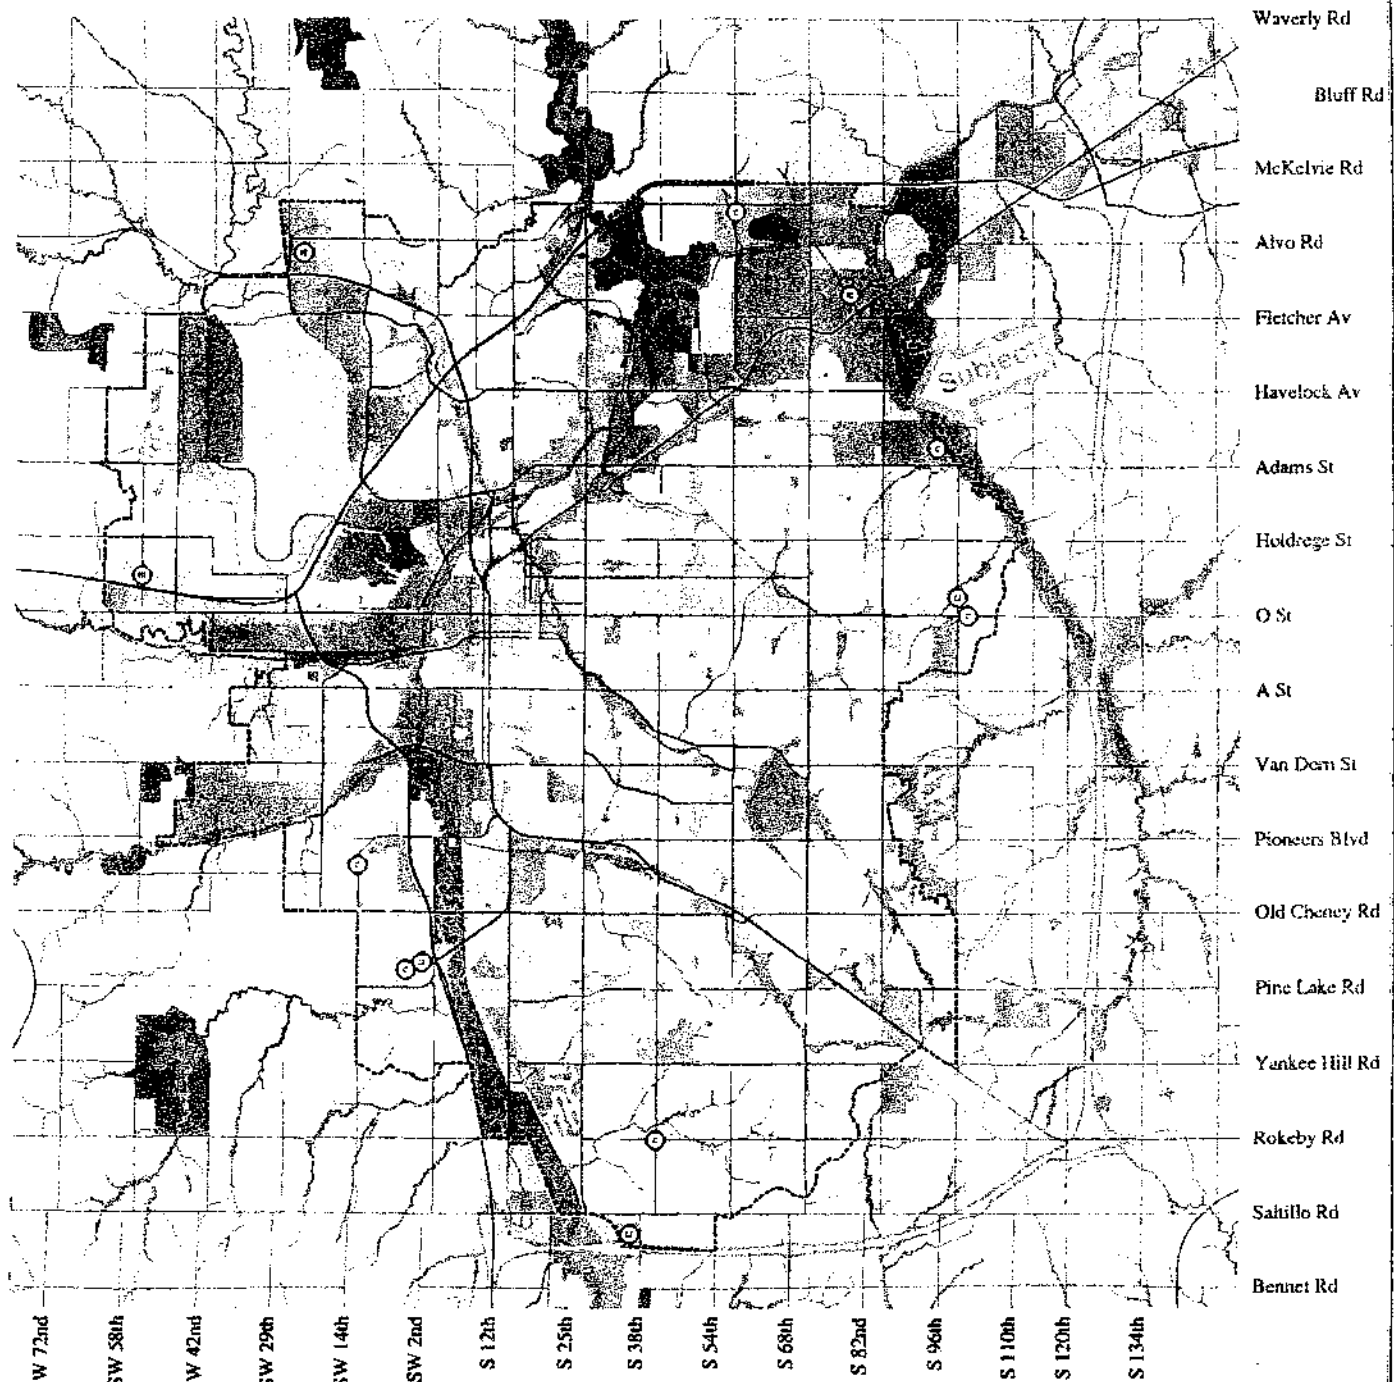 Waverly Rd
Bluff Rd
McKelvie Rd
Alvo Rd
Fletcher Av
Subject
Havelock Av
Adams St
Holdrege St
O St
A St
Van Dorn St
Pioneers Blvd
Old Cheney Rd
Pine Lake Rd
Yankee Hill Rd
Rokeby Rd
Saltillo Rd
Bennet Rd
W 72nd
SW 58th
SW 42nd
SW 29th
SW 14th
SW 2nd
S 12th
S 25th
S 38th
S 54th
S 68th
S 82nd
S 96th
S 110th
S 120th
S 134th